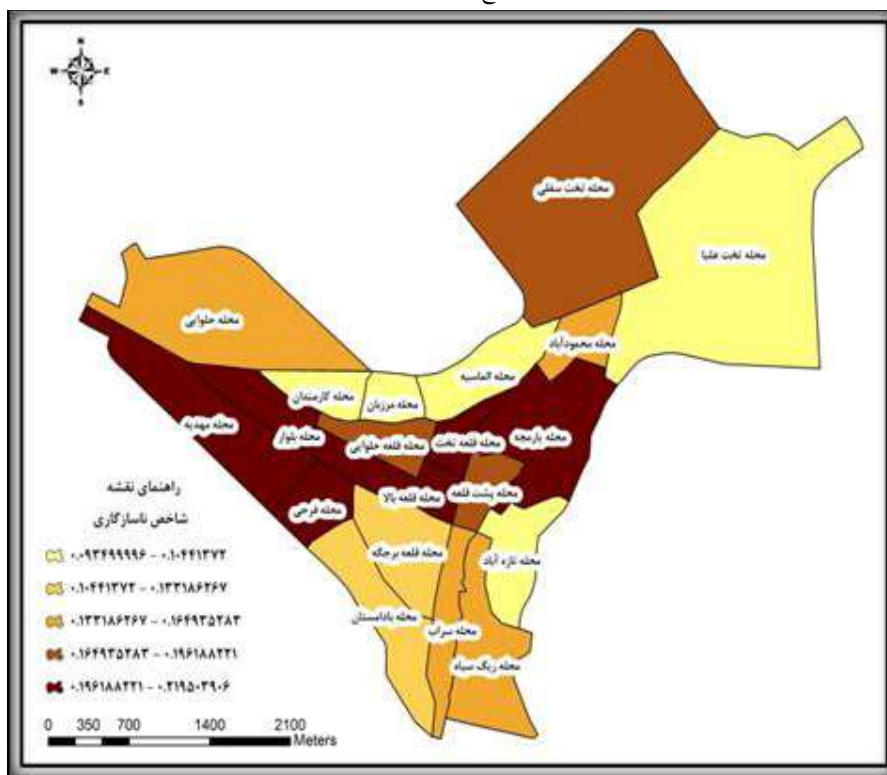 N
W E
S
محله تخت سفلی
محله تخت علیا
محله حلوایی
محله محمودآباد
محله الماسیه
محله کارمندان
محله مرزبان
محله مهدیه
محله بلوار
محله قلعه حلوایی
محله قلعه تخت
محله یارمجه
محله قلعه بالا
محله پشت قلعه
محله فرحی
محله قلعه برجگه
محله تازه آباد
محله بادامستان
محله سراب
محله ریگ سیاه
راهنمای نقشه
شاخص ناسازگاری
۰.۰۹۳۴۹۹۹۹۶ - ۰.۱۰۴۴۱۳۷۲
۰.۱۰۴۴۱۳۷۲ - ۰.۱۳۳۱۸۶۲۶۷
۰.۱۳۳۱۸۶۲۶۷ - ۰.۱۶۴۹۳۵۲۸۳
۰.۱۶۴۹۳۵۲۸۳ - ۰.۱۹۶۱۸۸۲۲۱
۰.۱۹۶۱۸۸۲۲۱ - ۰.۲۱۹۵۰۳۹۰۶
0 350 700 1400 2100
Meters